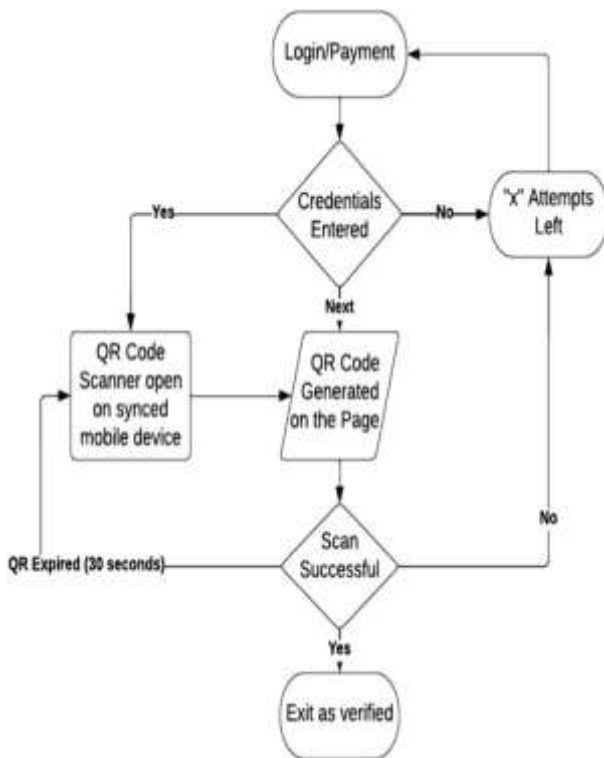 Login/Payment
Credentials
Entered
Yes
No
"x" Attempts
Left
Next
QR Code
Scanner open
on synced
mobile device
QR Code
Generated
on the Page
Scan
Successful
QR Expired (30 seconds)
No
Yes
Exit as verified